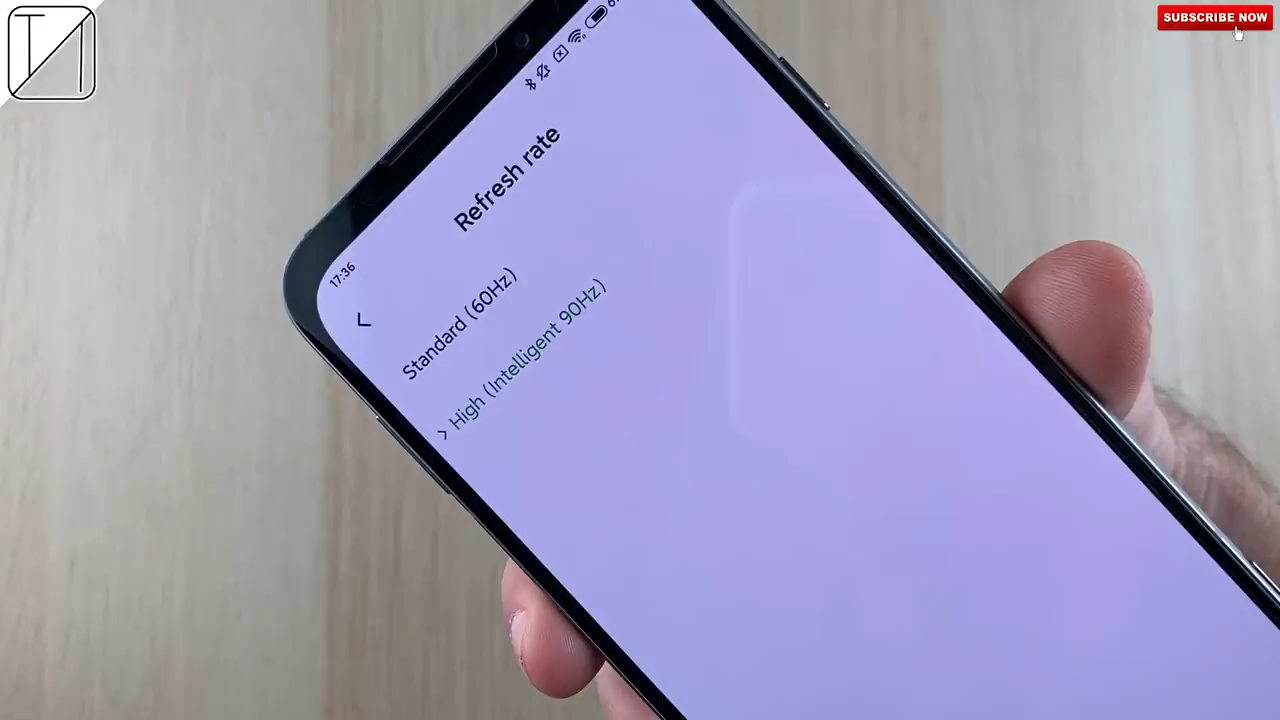 SUBSCRIBE NOW
17:36
Refresh rate
Standard (60Hz)
High (Intelligent 90Hz)